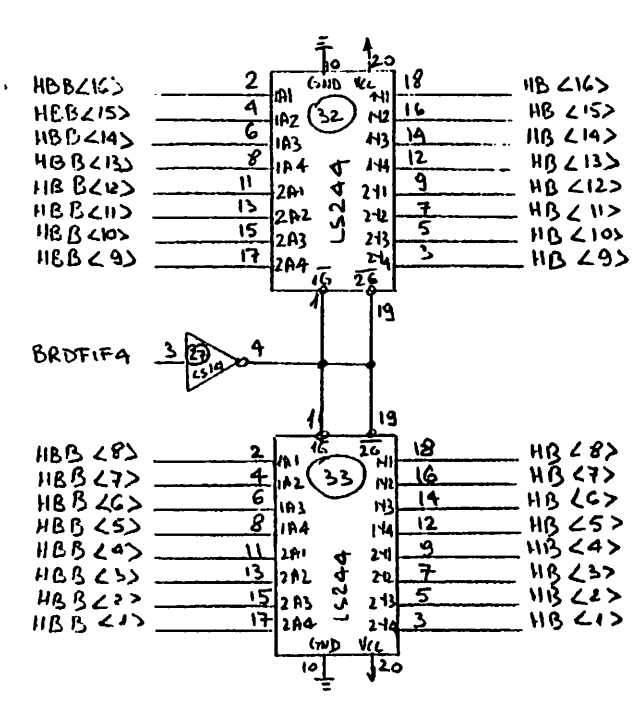 10 20
GND Vcc
HBB<16> 2 1A1 1Y1 18 HB<16>
HBB<15> 4 1A2 32 1Y2 16 HB<15>
HBB<14> 6 1A3 1Y3 14 HB<14>
HBB<13> 8 1A4 1Y4 12 HB<13>
HBB<12> 11 2A1 2Y1 9 HB<12>
HBB<11> 13 2A2 LS244 2Y2 7 HB<11>
HBB<10> 15 2A3 2Y3 5 HB<10>
HBB<9> 17 2A4 2Y4 3 HB<9>
1G 2G
1 19
BRDFIF4 3 27 LS14 4
1 19
1G 2G
HBB<8> 2 1A1 1Y1 18 HB<8>
HBB<7> 4 1A2 33 1Y2 16 HB<7>
HBB<6> 6 1A3 1Y3 14 HB<6>
HBB<5> 8 1A4 1Y4 12 HB<5>
HBB<4> 11 2A1 2Y1 9 HB<4>
HBB<3> 13 2A2 LS244 2Y2 7 HB<3>
HBB<2> 15 2A3 2Y3 5 HB<2>
HBB<1> 17 2A4 2Y4 3 HB<1>
GND Vcc
10 20